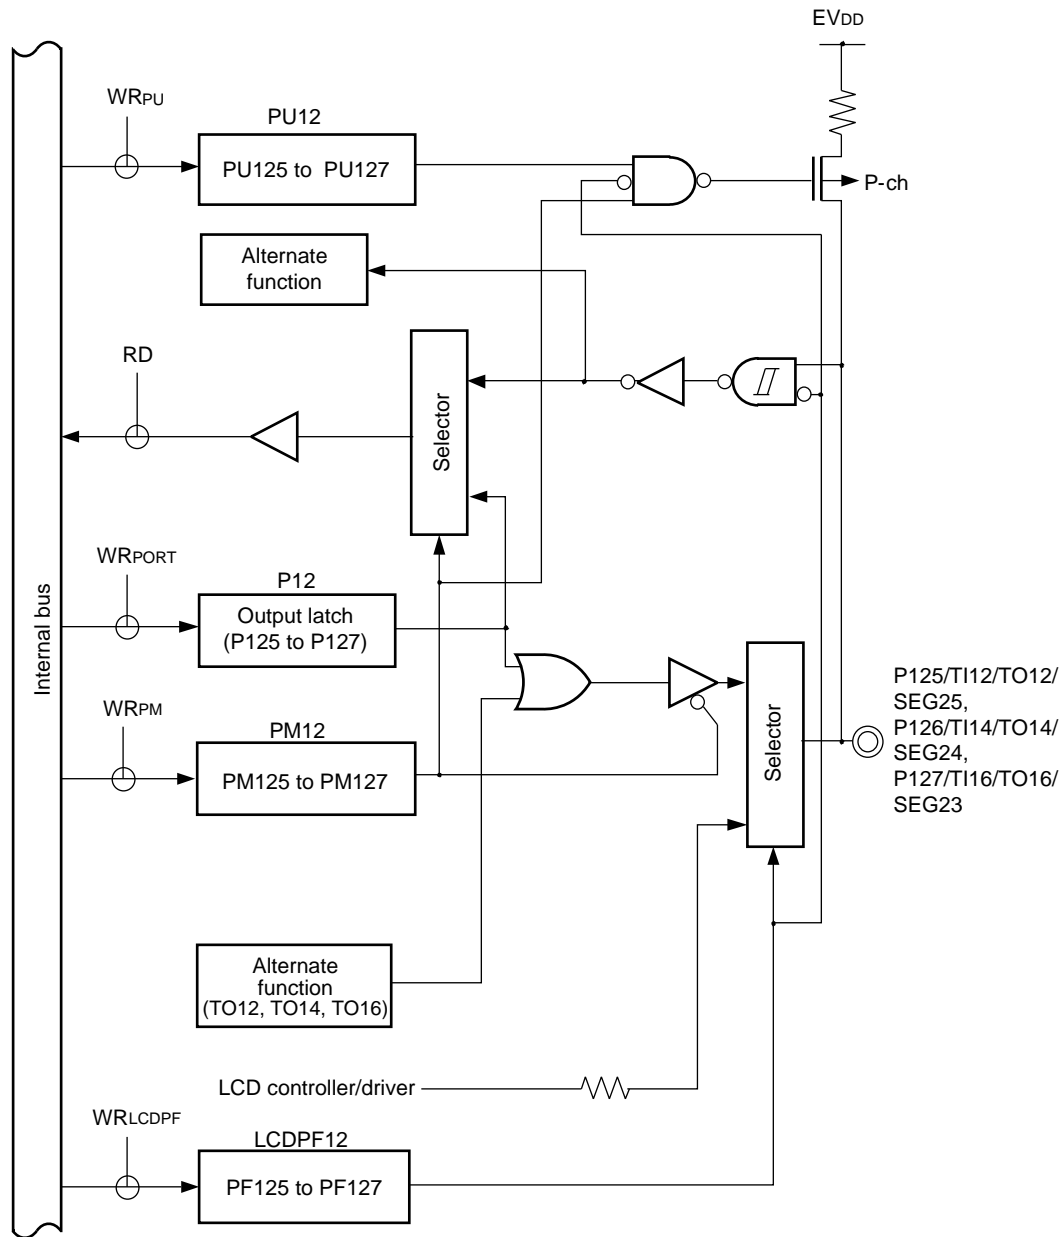 EVDD
WRPU
PU12
PU125 to PU127
P-ch
Alternate
function
RD
Selector
WRPORT
P12
Output latch
(P125 to P127)
Internal bus
WRPM
PM12
PM125 to PM127
Selector
P125/TI12/TO12/
SEG25,
P126/TI14/TO14/
SEG24,
P127/TI16/TO16/
SEG23
Alternate
function
(TO12, TO14, TO16)
LCD controller/driver
WRLCDPF
LCDPF12
PF125 to PF127